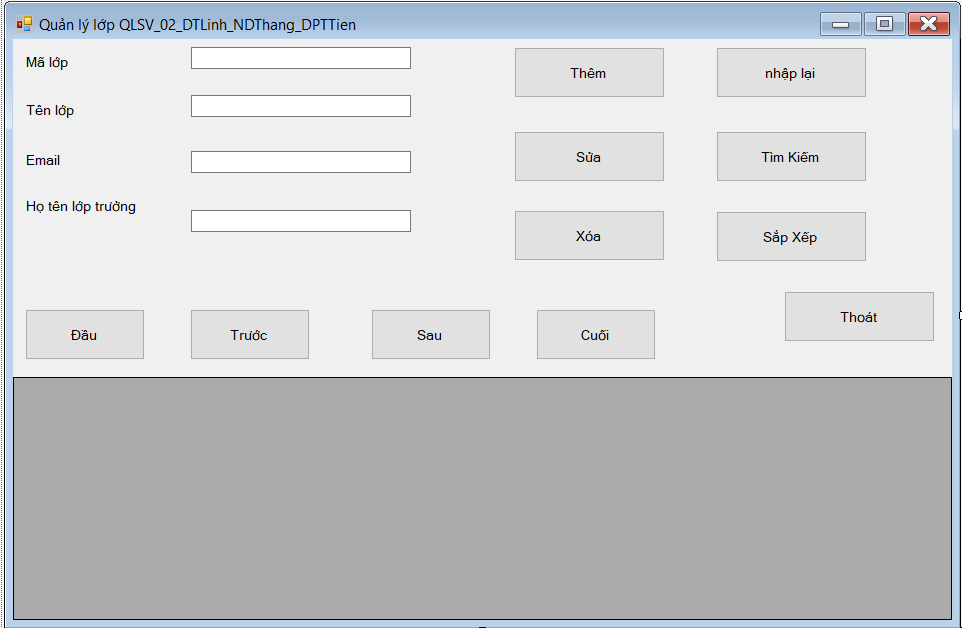 Quản lý lớp QLSV_02_DTLinh_NDThang_DPTTien
Mã lớp
Thêm
nhập lại
Tên lớp
Email
Sửa
Tìm Kiếm
Họ tên lớp trưởng
Xóa
Sắp Xếp
Thoát
Đầu
Trước
Sau
Cuối